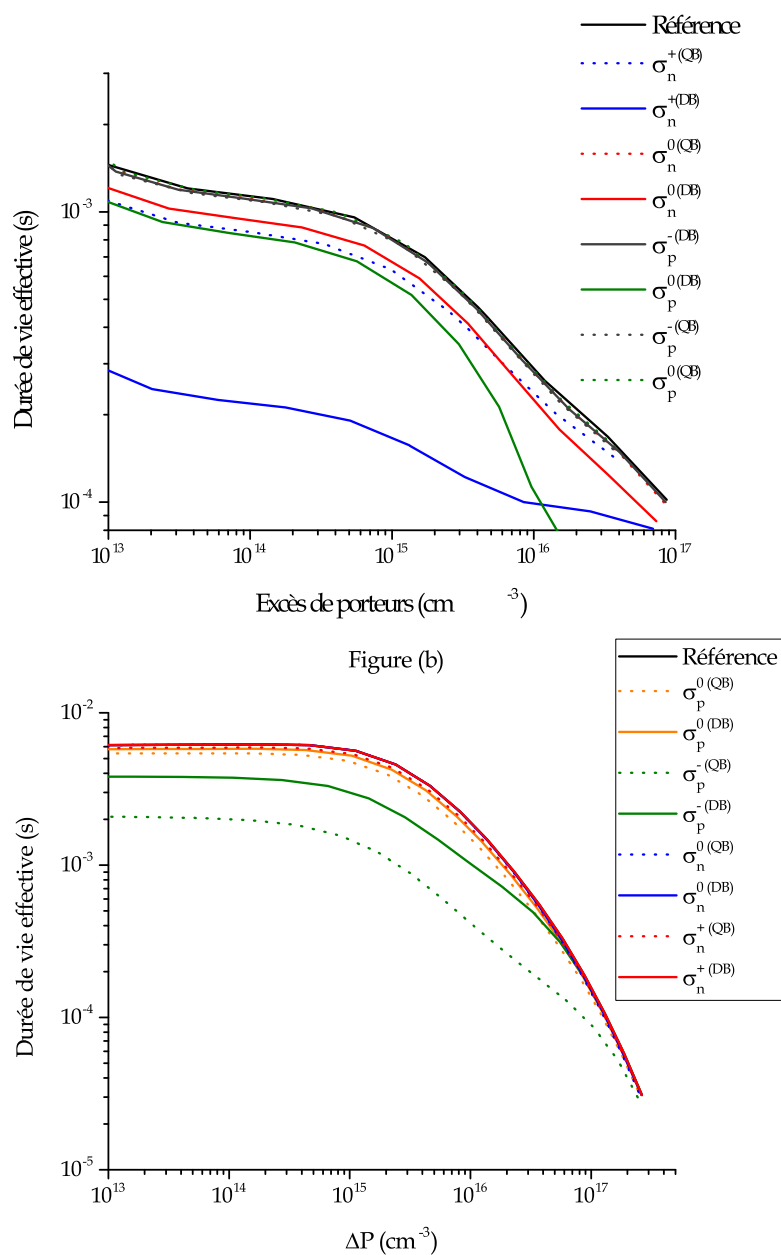 Référence
σn+(QB)
σn+(DB)
σn0(QB)
σn0(DB)
σp-(DB)
σp0(DB)
σp-(QB)
σp0(QB)
Durée de vie effective (s)
10-3
10-4
1013
1014
1015
1016
1017
Excès de porteurs (cm-3)
Figure (b)
Référence
σp0(QB)
σp0(DB)
σp-(QB)
σp-(DB)
σn0(QB)
σn0(DB)
σn+(QB)
σn+(DB)
Durée de vie effective (s)
10-2
10-3
10-4
10-5
1013
1014
1015
1016
1017
ΔP (cm-3)